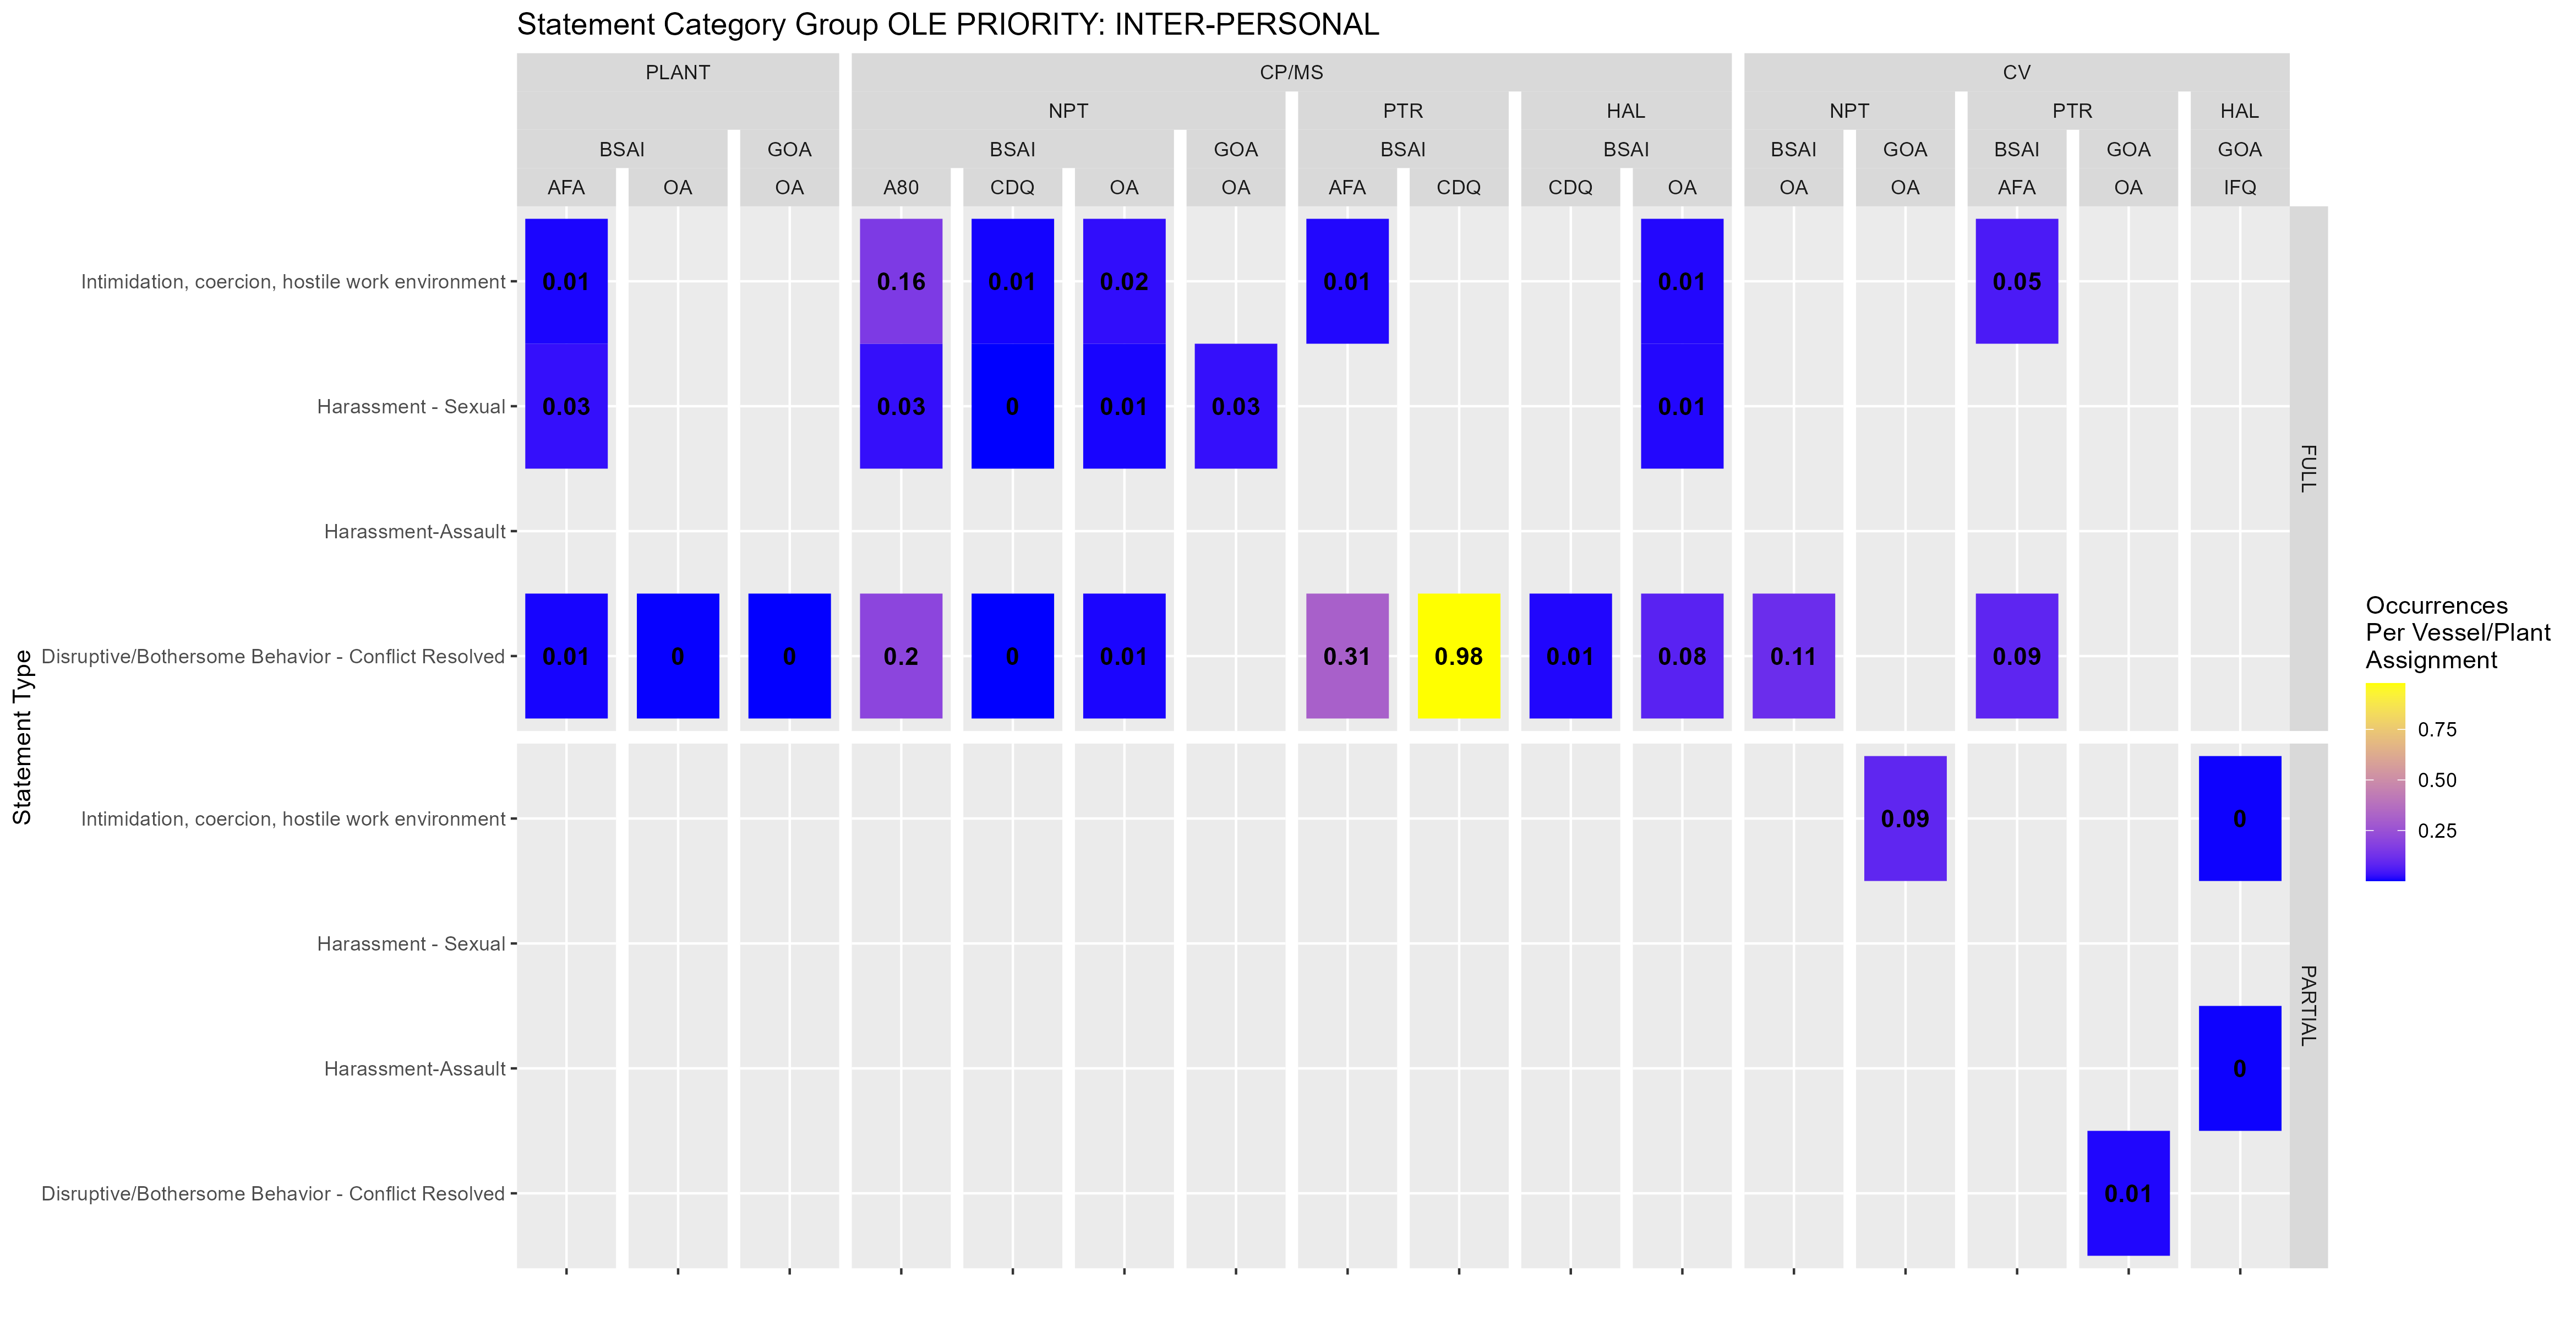 Statement Category Group OLE PRIORITY: INTER-PERSONAL
PLANT CP/MS CV
NPT PTR HAL NPT PTR HAL
BSAI GOA BSAI GOA BSAI BSAI BSAI GOA BSAI GOA GOA
AFA OA OA A80 CDQ OA OA AFA CDQ CDQ OA OA OA AFA OA IFQ
Intimidation, coercion, hostile work environment 0.01 0.16 0.01 0.02 0.01 0.01 0.05
Harassment - Sexual 0.03 0.03 0 0.01 0.03 0.01
Harassment-Assault
Disruptive/Bothersome Behavior - Conflict Resolved 0.01 0 0 0.2 0 0.01 0.31 0.98 0.01 0.08 0.11 0.09
FULL
Intimidation, coercion, hostile work environment 0.09 0
Harassment - Sexual
Harassment-Assault 0
Disruptive/Bothersome Behavior - Conflict Resolved 0.01
PARTIAL
Statement Type
Occurrences
Per Vessel/Plant
Assignment
0.75
0.50
0.25